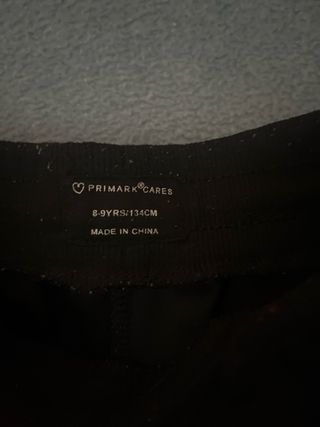 PRIMARK® CARES
8-9YRS/134CM
MADE IN CHINA